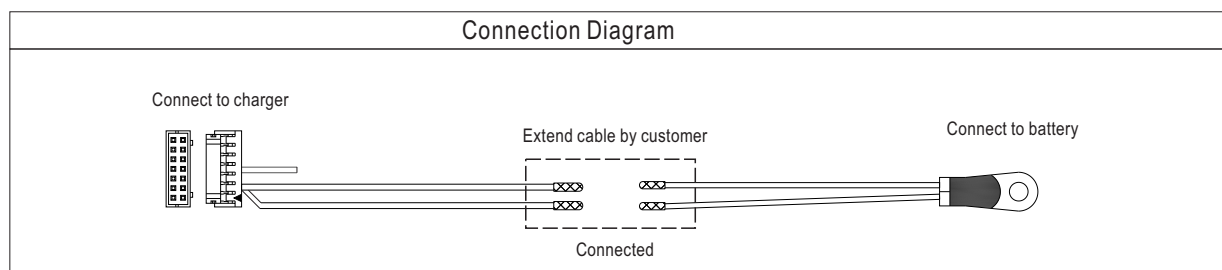 Connection Diagram
Connect to charger
Extend cable by customer
Connect to battery
Connected